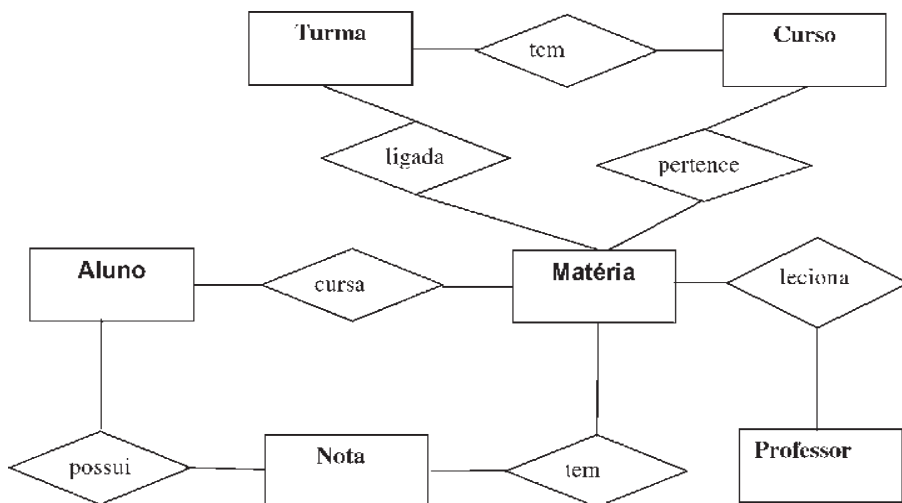 Turma
tem
Curso
ligada
pertence
Aluno
cursa
Matéria
leciona
possui
Nota
tem
Professor